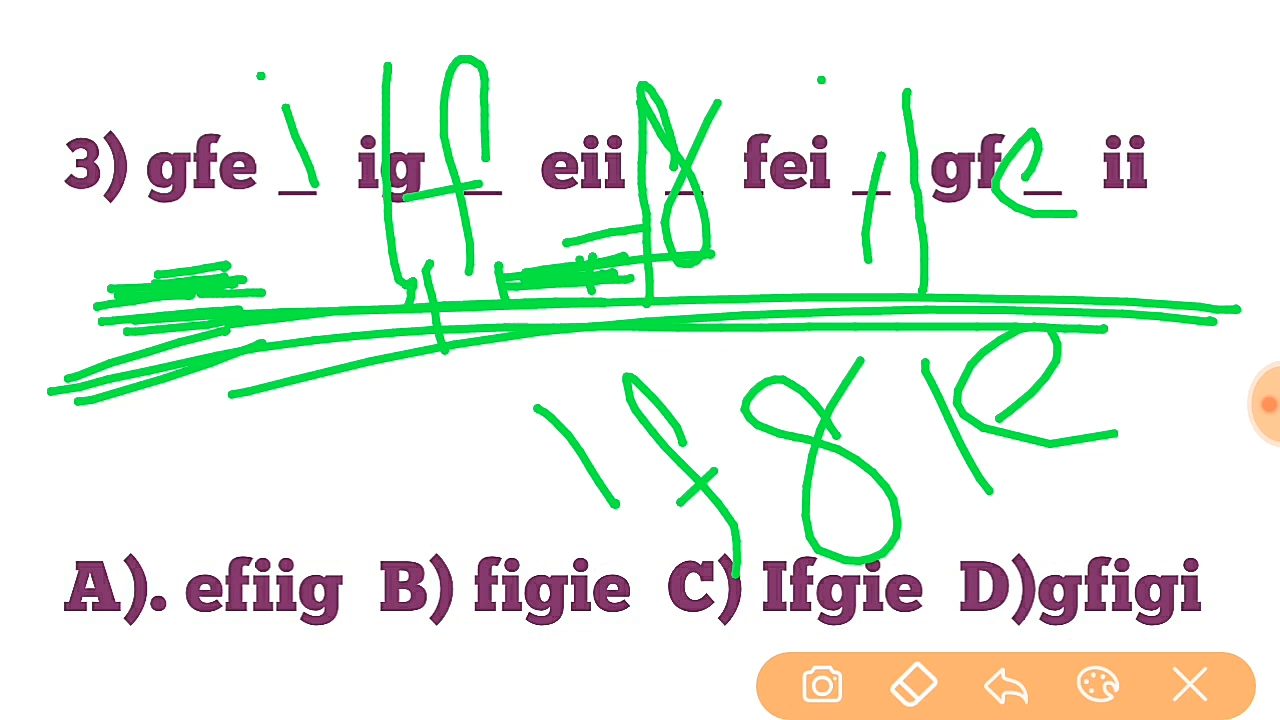 3) gfe _ ig _ eii _ fei _ gf _ ii
i f g i e
A). efiig B) figie C) Ifgie D)gfigi